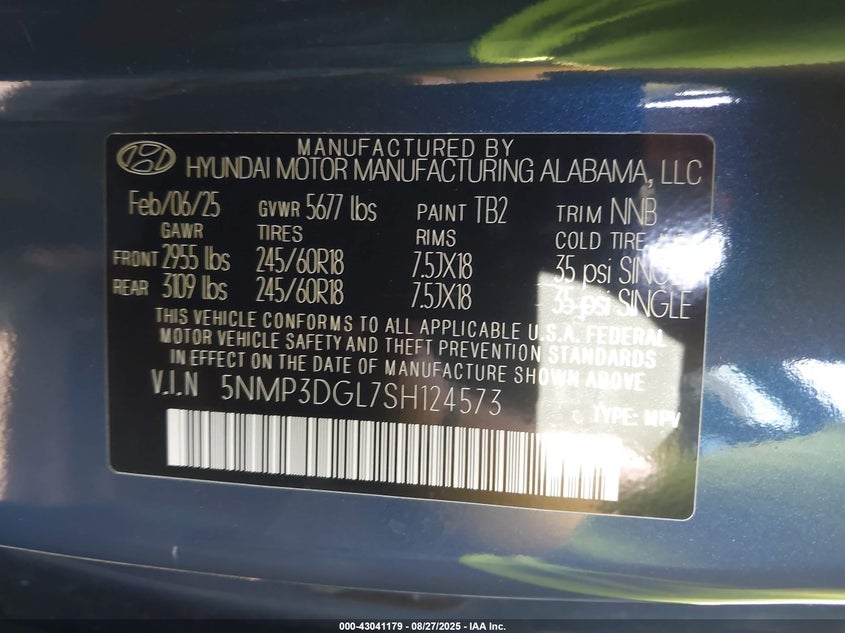 MANUFACTURED BY
HYUNDAI MOTOR MANUFACTURING ALABAMA, LLC
Feb/06/25 GVWR 5677 lbs PAINT TB2 TRIM NNB
GAWR TIRES RIMS COLD TIRE
FRONT 2955 lbs 245/60R18 7.5JX18 35 psi SINGLE
REAR 3109 lbs 245/60R18 7.5JX18 35 psi SINGLE
THIS VEHICLE CONFORMS TO ALL APPLICABLE U.S.A. FEDERAL
MOTOR VEHICLE SAFETY AND THEFT PREVENTION STANDARDS
IN EFFECT ON THE DATE OF MANUFACTURE SHOWN ABOVE
V.I.N 5NMP3DGL7SH124573
TYPE: MPV
000-43041179 - 08/27/2025 - IAA Inc.